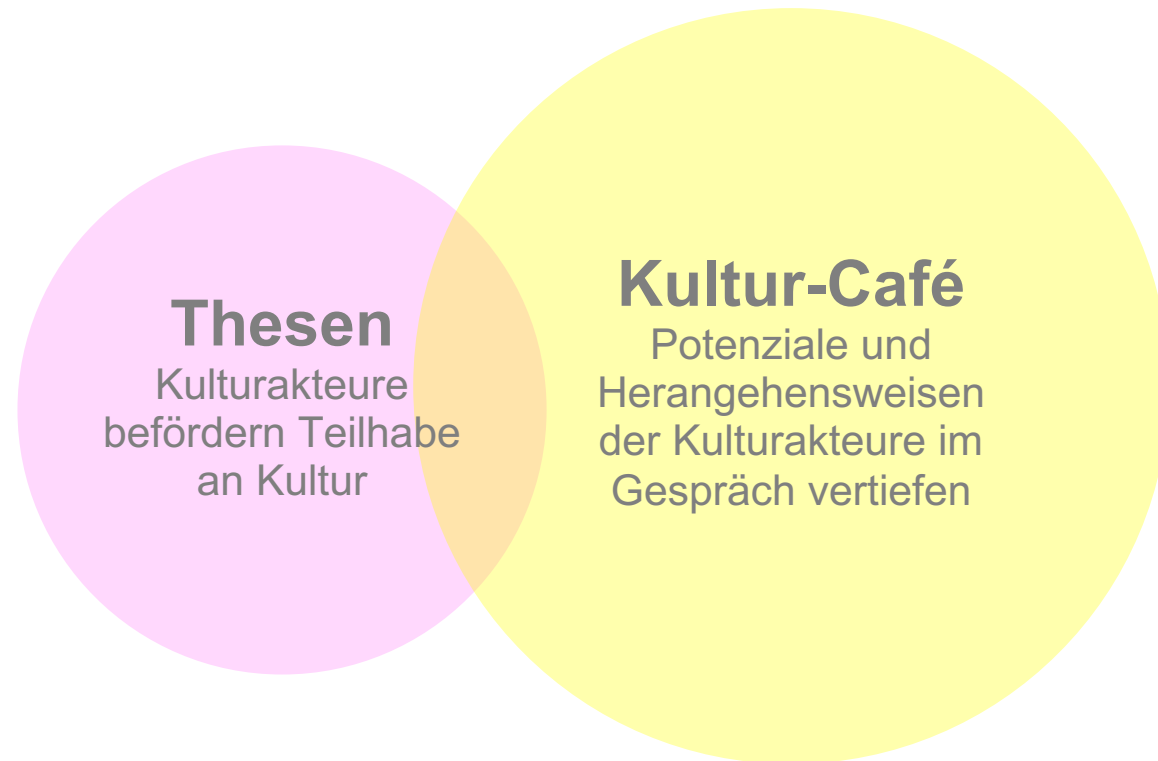 Thesen
Kulturakteure
befördern Teilhabe
an Kultur
Kultur-Café
Potenziale und
Herangehensweisen
der Kulturakteure im
Gespräch vertiefen